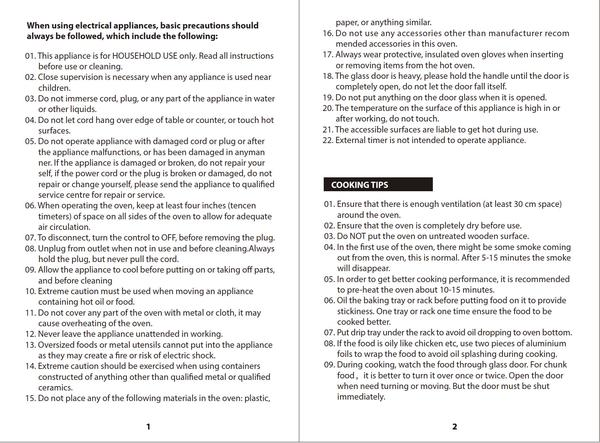 When using electrical appliances, basic precautions should
always be followed, which include the following:
01. This appliance is for HOUSEHOLD USE only. Read all instructions
before use or cleaning.
02. Close supervision is necessary when any appliance is used near
children.
03. Do not immerse cord, plug, or any part of the appliance in water
or other liquids.
04. Do not let cord hang over edge of table or counter, or touch hot
surfaces.
05. Do not operate appliance with damaged cord or plug or after
the appliance malfunctions, or has been damaged in anyman
ner. If the appliance is damaged or broken, do not repair your
self, if the power cord or the plug is broken or damaged, do not
repair or change yourself, please send the appliance to qualified
service centre for repair or service.
06. When operating the oven, keep at least four inches (tencen
timeters) of space on all sides of the oven to allow for adequate
air circulation.
07. To disconnect, turn the control to OFF, before removing the plug.
08. Unplug from outlet when not in use and before cleaning.Always
hold the plug, but never pull the cord.
09. Allow the appliance to cool before putting on or taking off parts,
and before cleaning
10. Extreme caution must be used when moving an appliance
containing hot oil or food.
11. Do not cover any part of the oven with metal or cloth, it may
cause overheating of the oven.
12. Never leave the appliance unattended in working.
13. Oversized foods or metal utensils cannot put into the appliance
as they may create a fire or risk of electric shock.
14. Extreme caution should be exercised when using containers
constructed of anything other than qualified metal or qualified
ceramics.
15. Do not place any of the following materials in the oven: plastic,
1
paper, or anything similar.
16. Do not use any accessories other than manufacturer recom
mended accessories in this oven.
17. Always wear protective, insulated oven gloves when inserting
or removing items from the hot oven.
18. The glass door is heavy, please hold the handle until the door is
completely open, do not let the door fall itself.
19. Do not put anything on the door glass when it is opened.
20. The temperature on the surface of this appliance is high in or
after working, do not touch.
21. The accessible surfaces are liable to get hot during use.
22. External timer is not intended to operate appliance.
COOKING TIPS
01. Ensure that there is enough ventilation (at least 30 cm space)
around the oven.
02. Ensure that the oven is completely dry before use.
03. Do NOT put the oven on untreated wooden surface.
04. In the first use of the oven, there might be some smoke coming
out from the oven, this is normal. After 5-15 minutes the smoke
will disappear.
05. In order to get better cooking performance, it is recommended
to pre-heat the oven about 10-15 minutes.
06. Oil the baking tray or rack before putting food on it to provide
stickiness. One tray or rack one time ensure the food to be
cooked better.
07. Put drip tray under the rack to avoid oil dropping to oven bottom.
08. If the food is oily like chicken etc, use two pieces of aluminium
foils to wrap the food to avoid oil splashing during cooking.
09. During cooking, watch the food through glass door. For chunk
food，it is better to turn it over once or twice. Open the door
when need turning or moving. But the door must be shut
immediately.
2